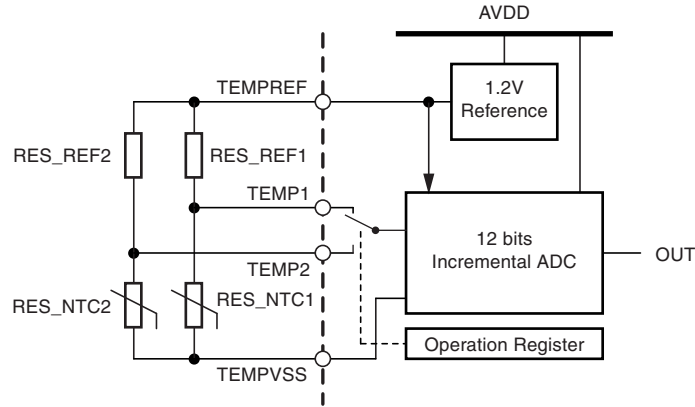 AVDD
TEMPREF
1.2V
Reference
RES_REF2
RES_REF1
TEMP1
12 bits
Incremental ADC
OUT
TEMP2
RES_NTC2
RES_NTC1
Operation Register
TEMPVSS